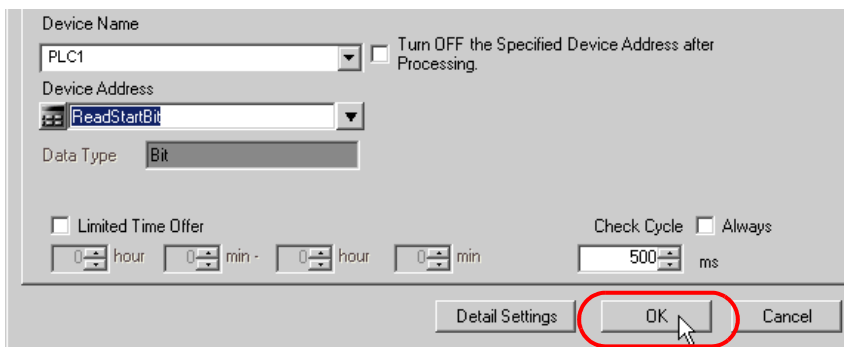 Device Name
PLC1
Turn OFF the Specified Device Address after
Processing.
Device Address
ReadStartBit
Data Type Bit
Limited Time Offer
Check Cycle Always
0 hour 0 min - 0 hour 0 min
500 ms
Detail Settings OK Cancel